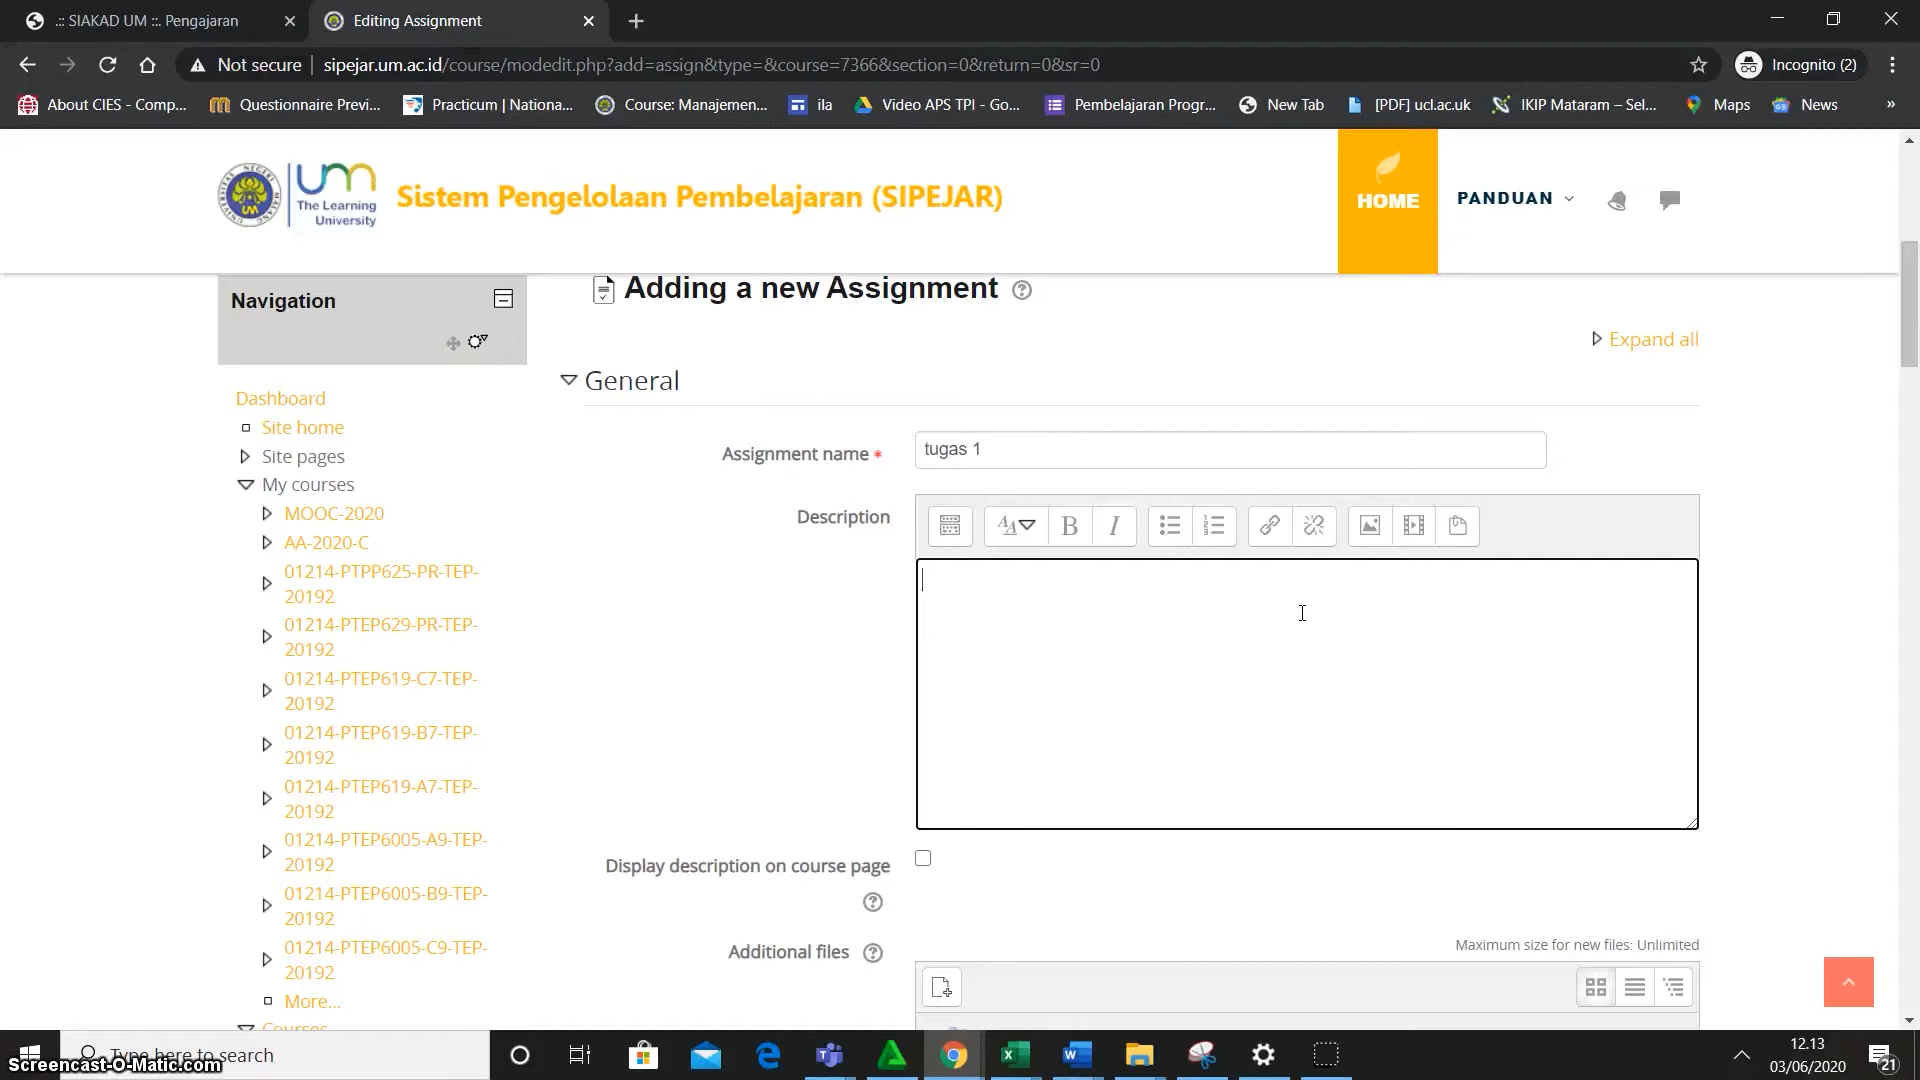 .:: SIAKAD UM ::. Pengajaran
Editing Assignment
Not secure
sipejar.um.ac.id/course/modedit.php?add=assign&type=&course=7366&section=0&return=0&sr=0
Incognito (2)
About CIES - Comp...
Questionnaire Previ...
Practicum | Nationa...
Course: Manajemen...
ila
Video APS TPI - Go...
Pembelajaran Progr...
New Tab
[PDF] ucl.ac.uk
IKIP Mataram – Sel...
Maps
News
»
um
The Learning
University
Sistem Pengelolaan Pembelajaran (SIPEJAR)
HOME
PANDUAN
Navigation
Adding a new Assignment
Expand all
General
Dashboard
Site home
Site pages
My courses
MOOC-2020
AA-2020-C
01214-PTPP625-PR-TEP-
20192
01214-PTEP629-PR-TEP-
20192
01214-PTEP619-C7-TEP-
20192
01214-PTEP619-B7-TEP-
20192
01214-PTEP619-A7-TEP-
20192
01214-PTEP6005-A9-TEP-
20192
01214-PTEP6005-B9-TEP-
20192
01214-PTEP6005-C9-TEP-
20192
More...
Courses
Assignment name *
tugas 1
Description
B
I
Display description on course page
Additional files
Maximum size for new files: Unlimited
Type here to search
Screencast-O-Matic.com
12.13
03/06/2020
21